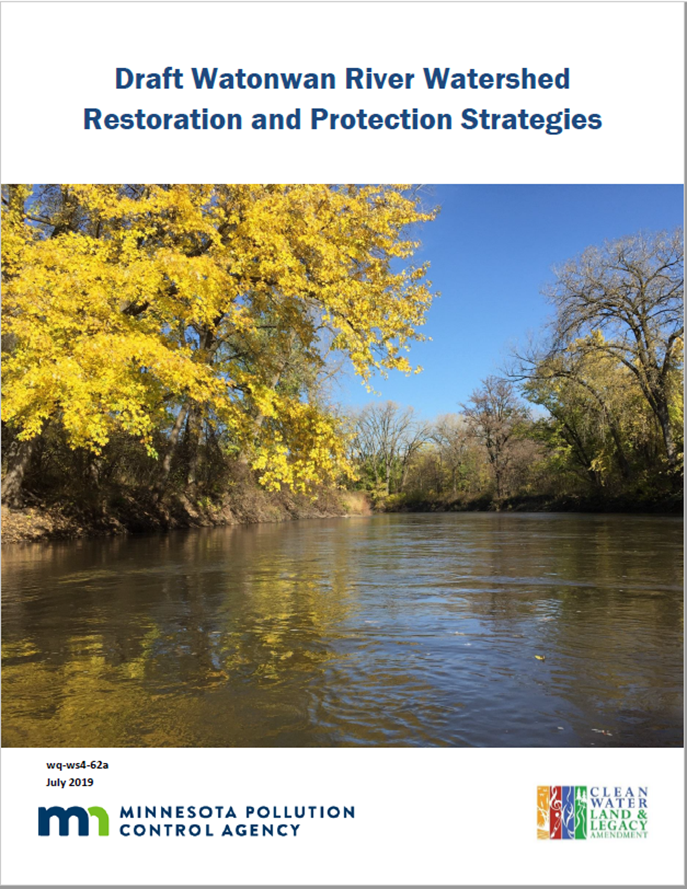 Draft Watonwan River Watershed
Restoration and Protection Strategies
wq-ws4-62a
July 2019
mn MINNESOTA POLLUTION
CONTROL AGENCY
CLEAN
WATER
LAND &
LEGACY
AMENDMENT